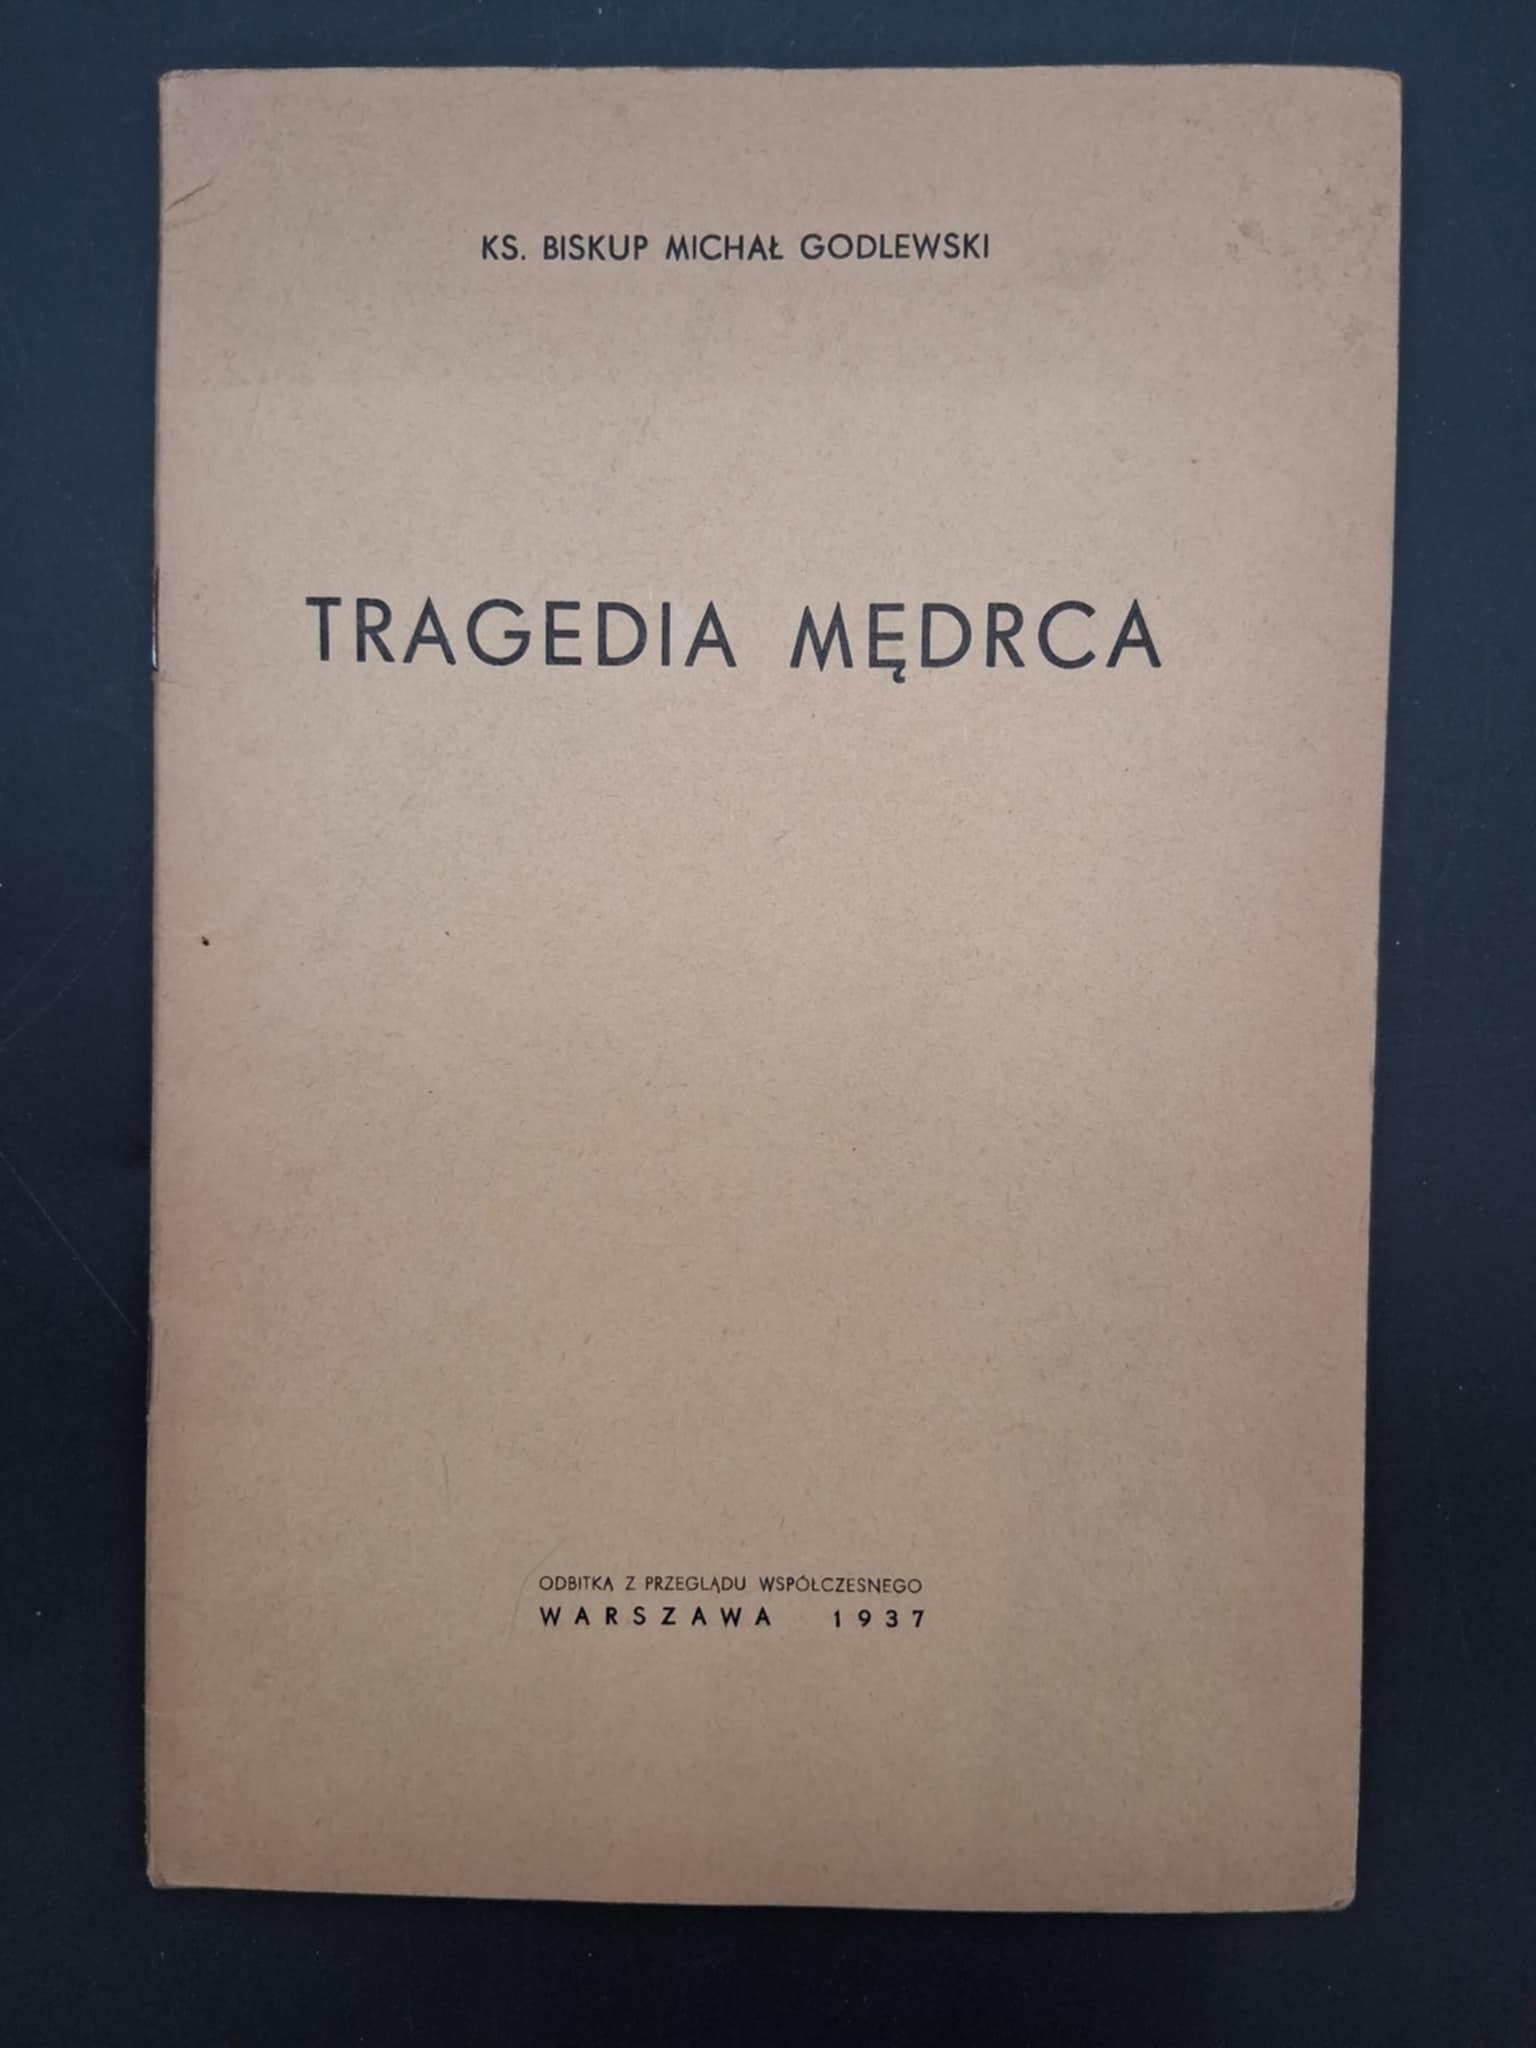 KS. BISKUP MICHAŁ GODLEWSKI
TRAGEDIA MĘDRCA
ODBITKA Z PRZEGLĄDU WSPÓŁCZESNEGO
WARSZAWA 1937